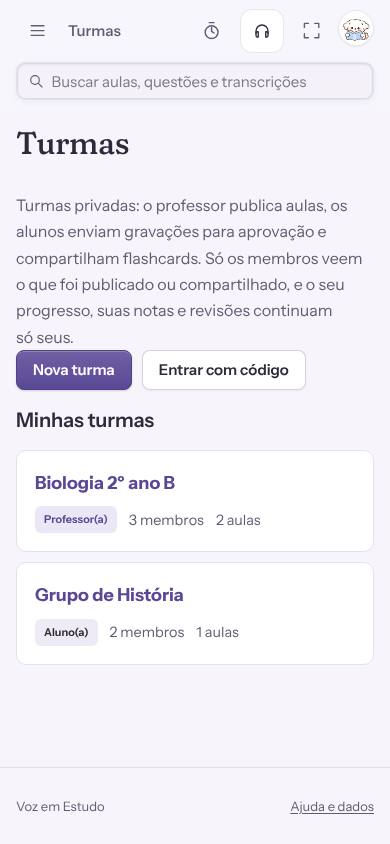 Turmas
Buscar aulas, questões e transcrições
Turmas
Turmas privadas: o professor publica aulas, os
alunos enviam gravações para aprovação e
compartilham flashcards. Só os membros veem
o que foi publicado ou compartilhado, e o seu
progresso, suas notas e revisões continuam
só seus.
Nova turma
Entrar com código
Minhas turmas
Biologia 2º ano B
Professor(a) 3 membros 2 aulas
Grupo de História
Aluno(a) 2 membros 1 aulas
Voz em Estudo
Ajuda e dados